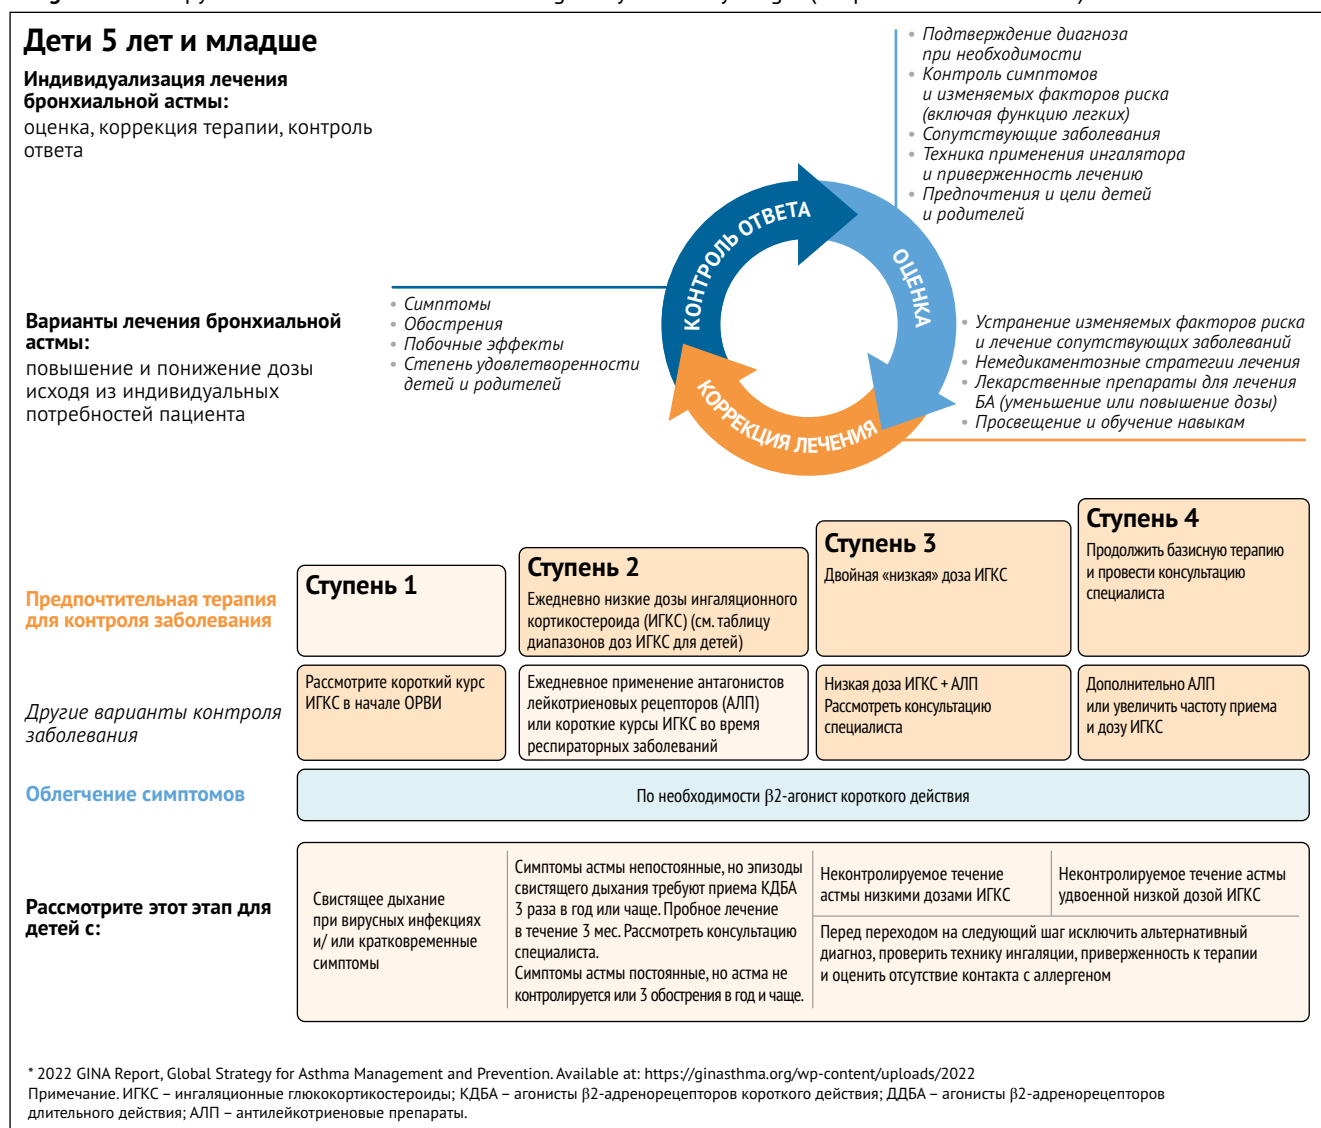 Дети 5 лет и младше
Индивидуализация лечения
бронхиальной астмы:
оценка, коррекция терапии, контроль
ответа
• Подтверждение диагноза
при необходимости
• Контроль симптомов
и изменяемых факторов риска
(включая функцию легких)
• Сопутствующие заболевания
• Техника применения ингалятора
и приверженность лечению
• Предпочтения и цели детей
и родителей
КОНТРОЛЬ ОТВЕТА
ОЦЕНКА
КОРРЕКЦИЯ ЛЕЧЕНИЯ
• Симптомы
• Обострения
• Побочные эффекты
• Степень удовлетворенности
детей и родителей
Варианты лечения бронхиальной
астмы:
повышение и понижение дозы
исходя из индивидуальных
потребностей пациента
• Устранение изменяемых факторов риска
и лечение сопутствующих заболеваний
• Немедикаментозные стратегии лечения
• Лекарственные препараты для лечения
БА (уменьшение или повышение дозы)
• Просвещение и обучение навыкам
Предпочтительная терапия
для контроля заболевания
Ступень 1
Ступень 2
Ежедневно низкие дозы ингаляционного
кортикостероида (ИГКС) (см. таблицу
диапазонов доз ИГКС для детей)
Ступень 3
Двойная «низкая» доза ИГКС
Ступень 4
Продолжить базисную терапию
и провести консультацию
специалиста
Другие варианты контроля
заболевания
Рассмотрите короткий курс
ИГКС в начале ОРВИ
Ежедневное применение антагонистов
лейкотриеновых рецепторов (АЛП)
или короткие курсы ИГКС во время
респираторных заболеваний
Низкая доза ИГКС + АЛП
Рассмотреть консультацию
специалиста
Дополнительно АЛП
или увеличить частоту приема
и дозу ИГКС
Облегчение симптомов
По необходимости β2-агонист короткого действия
Рассмотрите этот этап для
детей с:
Свистящее дыхание
при вирусных инфекциях
и/ или кратковременные
симптомы
Симптомы астмы непостоянные, но эпизоды
свистящего дыхания требуют приема КДБА
3 раза в год или чаще. Пробное лечение
в течение 3 мес. Рассмотреть консультацию
специалиста.
Симптомы астмы постоянные, но астма не
контролируется или 3 обострения в год и чаще.
Неконтролируемое течение
астмы низкими дозами ИГКС
Неконтролируемое течение астмы
удвоенной низкой дозой ИГКС
Перед переходом на следующий шаг исключить альтернативный
диагноз, проверить технику ингаляции, приверженность к терапии
и оценить отсутствие контакта с аллергеном
* 2022 GINA Report, Global Strategy for Asthma Management and Prevention. Available at: https://ginasthma.org/wp-content/uploads/2022
Примечание. ИГКС – ингаляционные глюкокортикостероиды; КДБА – агонисты β2-адренорецепторов короткого действия; ДДБА – агонисты β2-адренорецепторов
длительного действия; АЛП – антилейкотриеновые препараты.